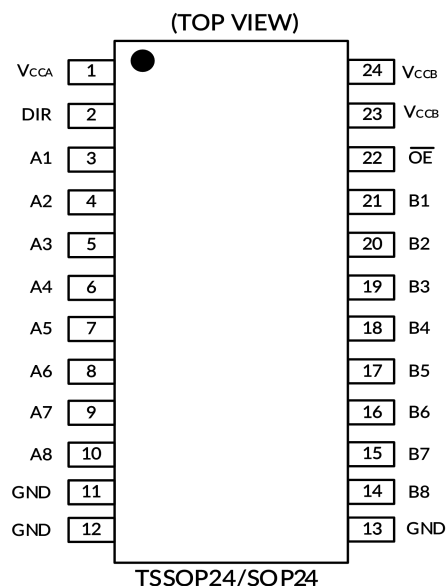 (TOP VIEW)
VCCA 1 24 VCCB
DIR 2 23 VCCB
A1 3 22 OE
A2 4 21 B1
A3 5 20 B2
A4 6 19 B3
A5 7 18 B4
A6 8 17 B5
A7 9 16 B6
A8 10 15 B7
GND 11 14 B8
GND 12 13 GND
TSSOP24/SOP24